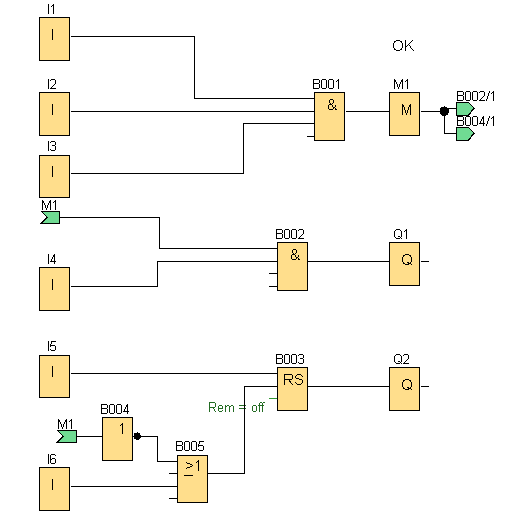 I1
I
OK
I2
I
B001
&
M1
M
B002/1
B004/1
I3
I
M1
B002
&
Q1
Q
I4
I
I5
I
B003
RS
Q2
Q
Rem = off
M1
B004
1
B005
≥1
I6
I